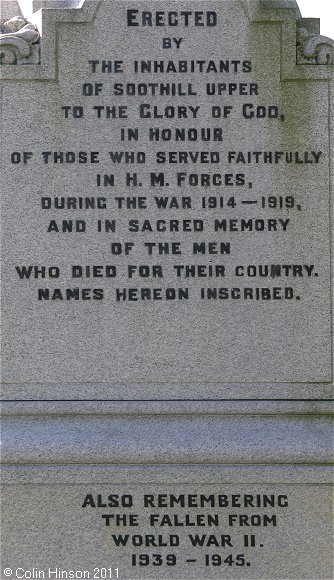 ERECTED
BY
THE INHABITANTS
OF SOOTHILL UPPER
TO THE GLORY OF GOD,
IN HONOUR
OF THOSE WHO SERVED FAITHFULLY
IN H. M. FORCES,
DURING THE WAR 1914—1919,
AND IN SACRED MEMORY
OF THE MEN
WHO DIED FOR THEIR COUNTRY.
NAMES HEREON INSCRIBED.
ALSO REMEMBERING
THE FALLEN FROM
WORLD WAR II.
1939 - 1945.
©Colin Hinson 2011